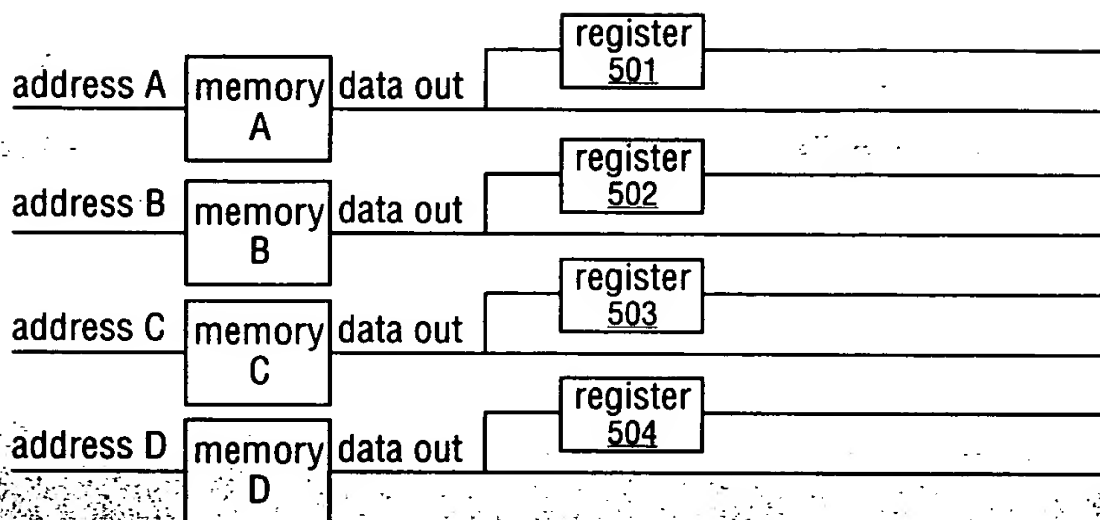 register
501
address A
memory
A
data out
register
502
address B
memory
B
data out
register
503
address C
memory
C
data out
register
504
address D
memory
D
data out